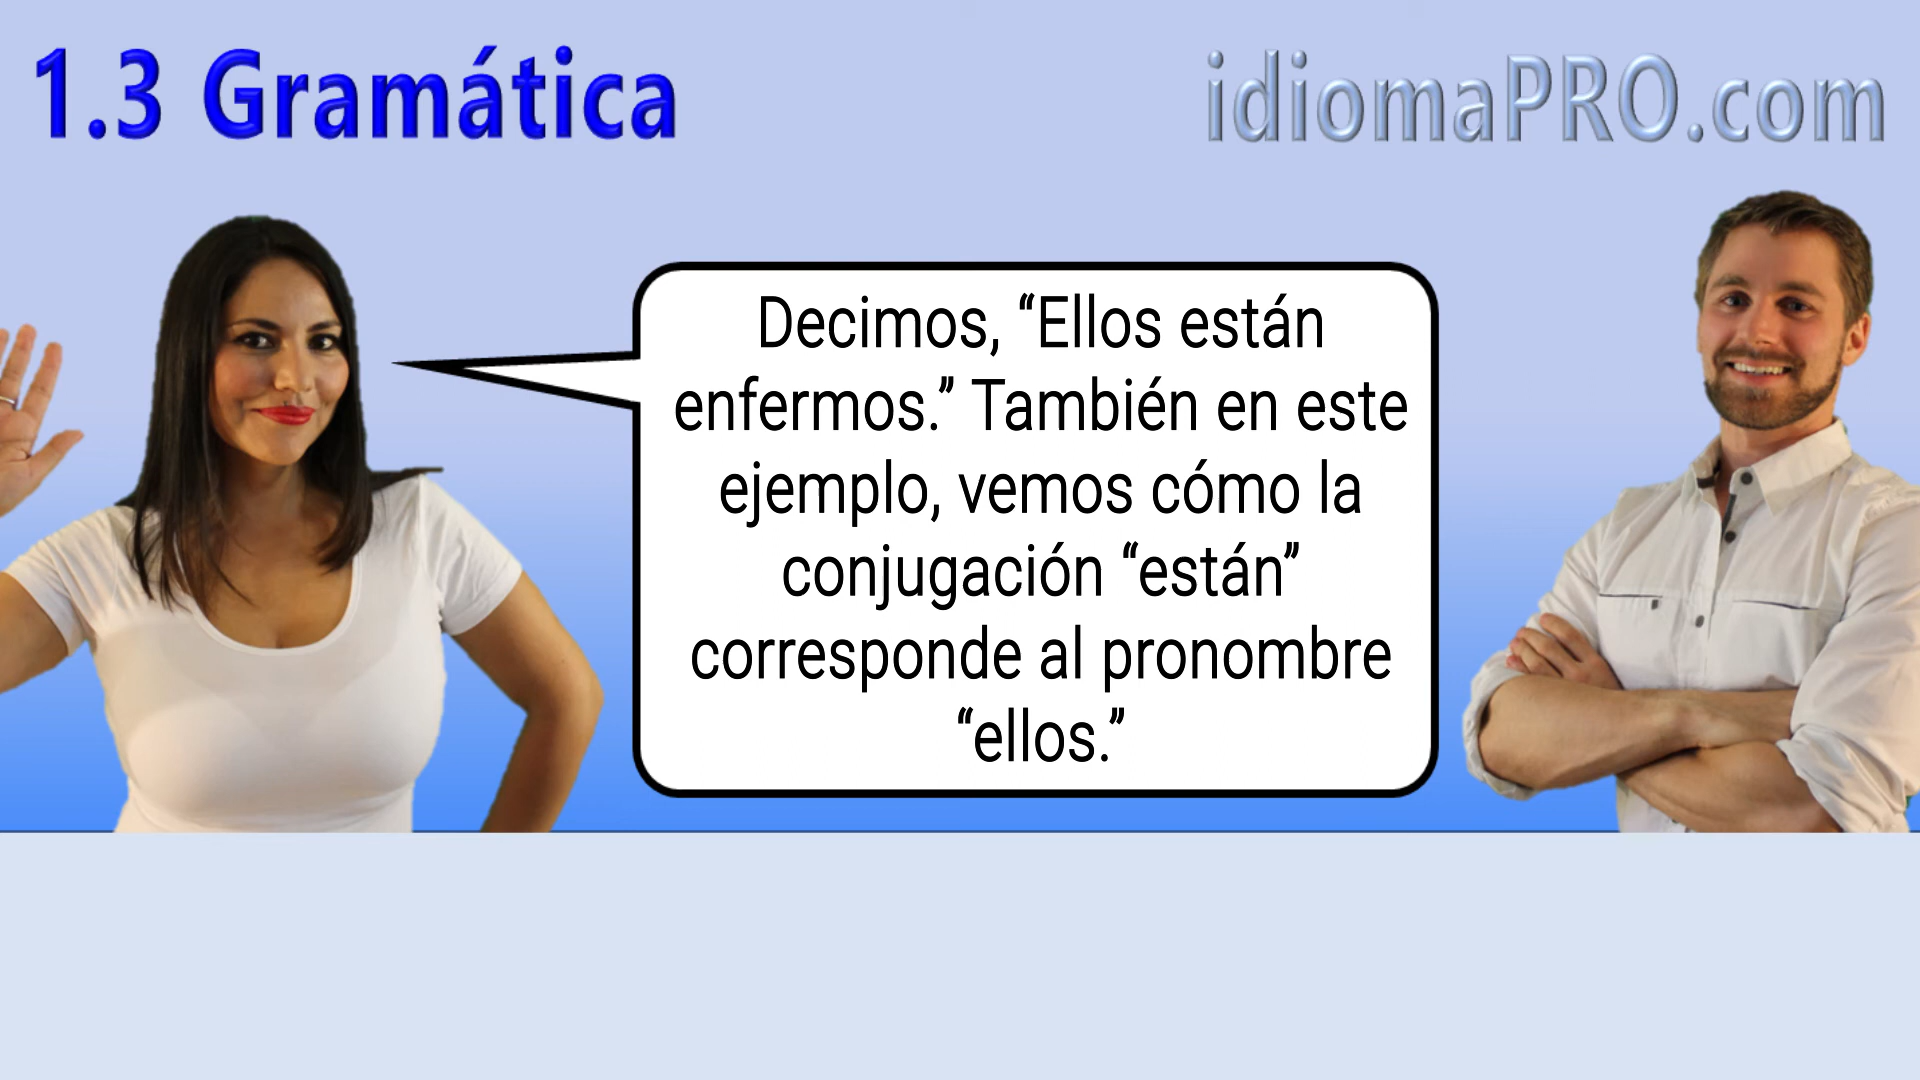 1.3 Gramática
idiomaPRO.com
Decimos, “Ellos están
enfermos.” También en este
ejemplo, vemos cómo la
conjugación “están”
corresponde al pronombre
“ellos.”